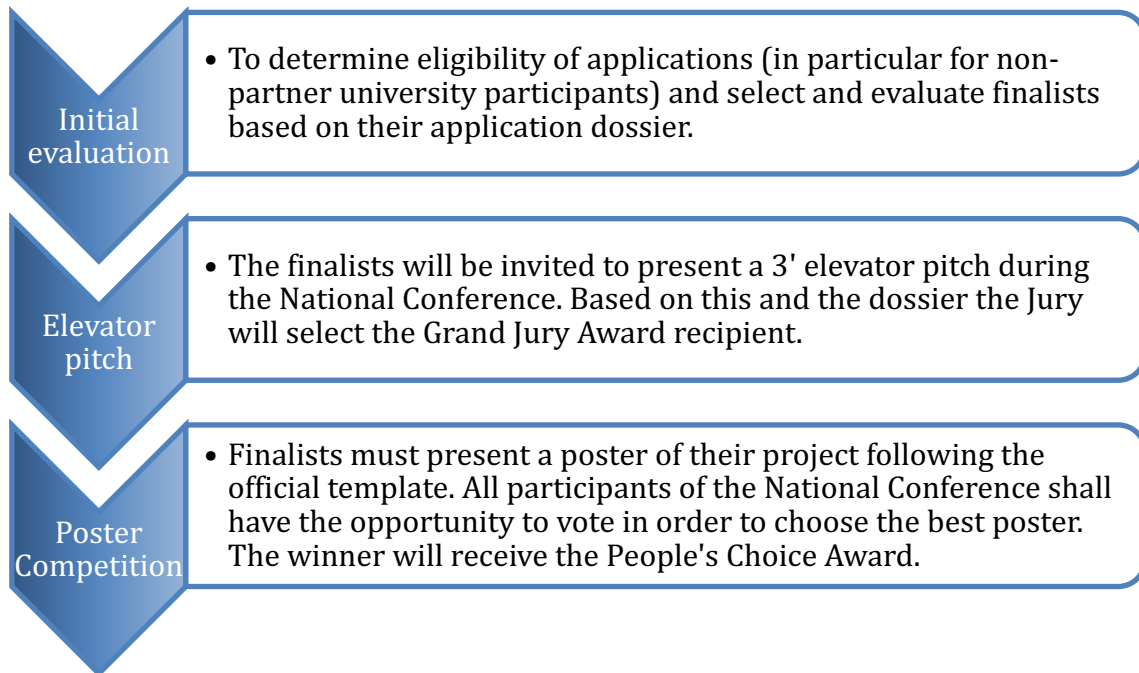 Initial
evaluation
• To determine eligibility of applications (in particular for non-
partner university participants) and select and evaluate finalists
based on their application dossier.
Elevator
pitch
• The finalists will be invited to present a 3' elevator pitch during
the National Conference. Based on this and the dossier the Jury
will select the Grand Jury Award recipient.
Poster
Competition
• Finalists must present a poster of their project following the
official template. All participants of the National Conference shall
have the opportunity to vote in order to choose the best poster.
The winner will receive the People's Choice Award.